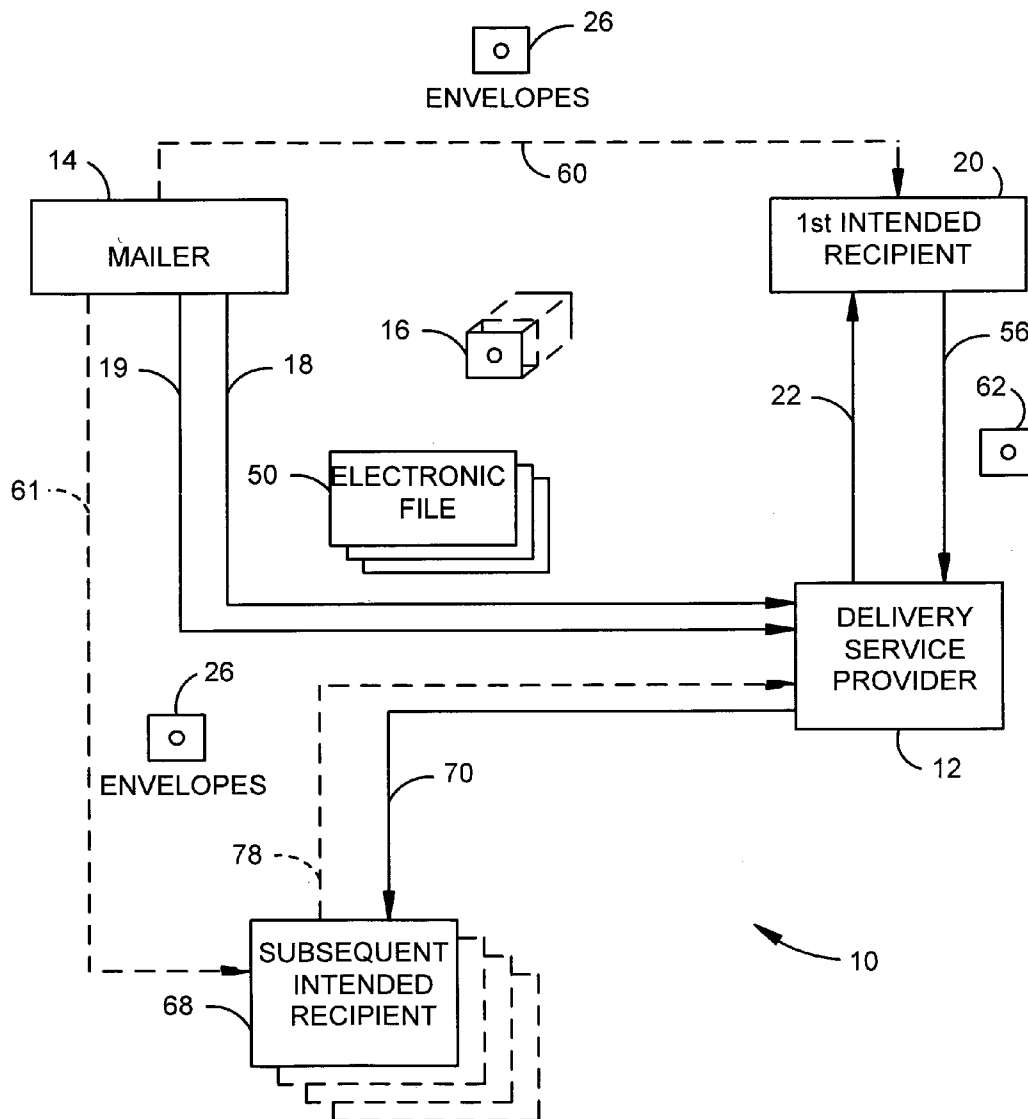 26
ENVELOPES
14
60
20
MAILER
1st INTENDED
RECIPIENT
16
19
18
56
22
62
50
ELECTRONIC
FILE
61
DELIVERY
SERVICE
PROVIDER
26
ENVELOPES
70
12
78
SUBSEQUENT
INTENDED
RECIPIENT
10
68